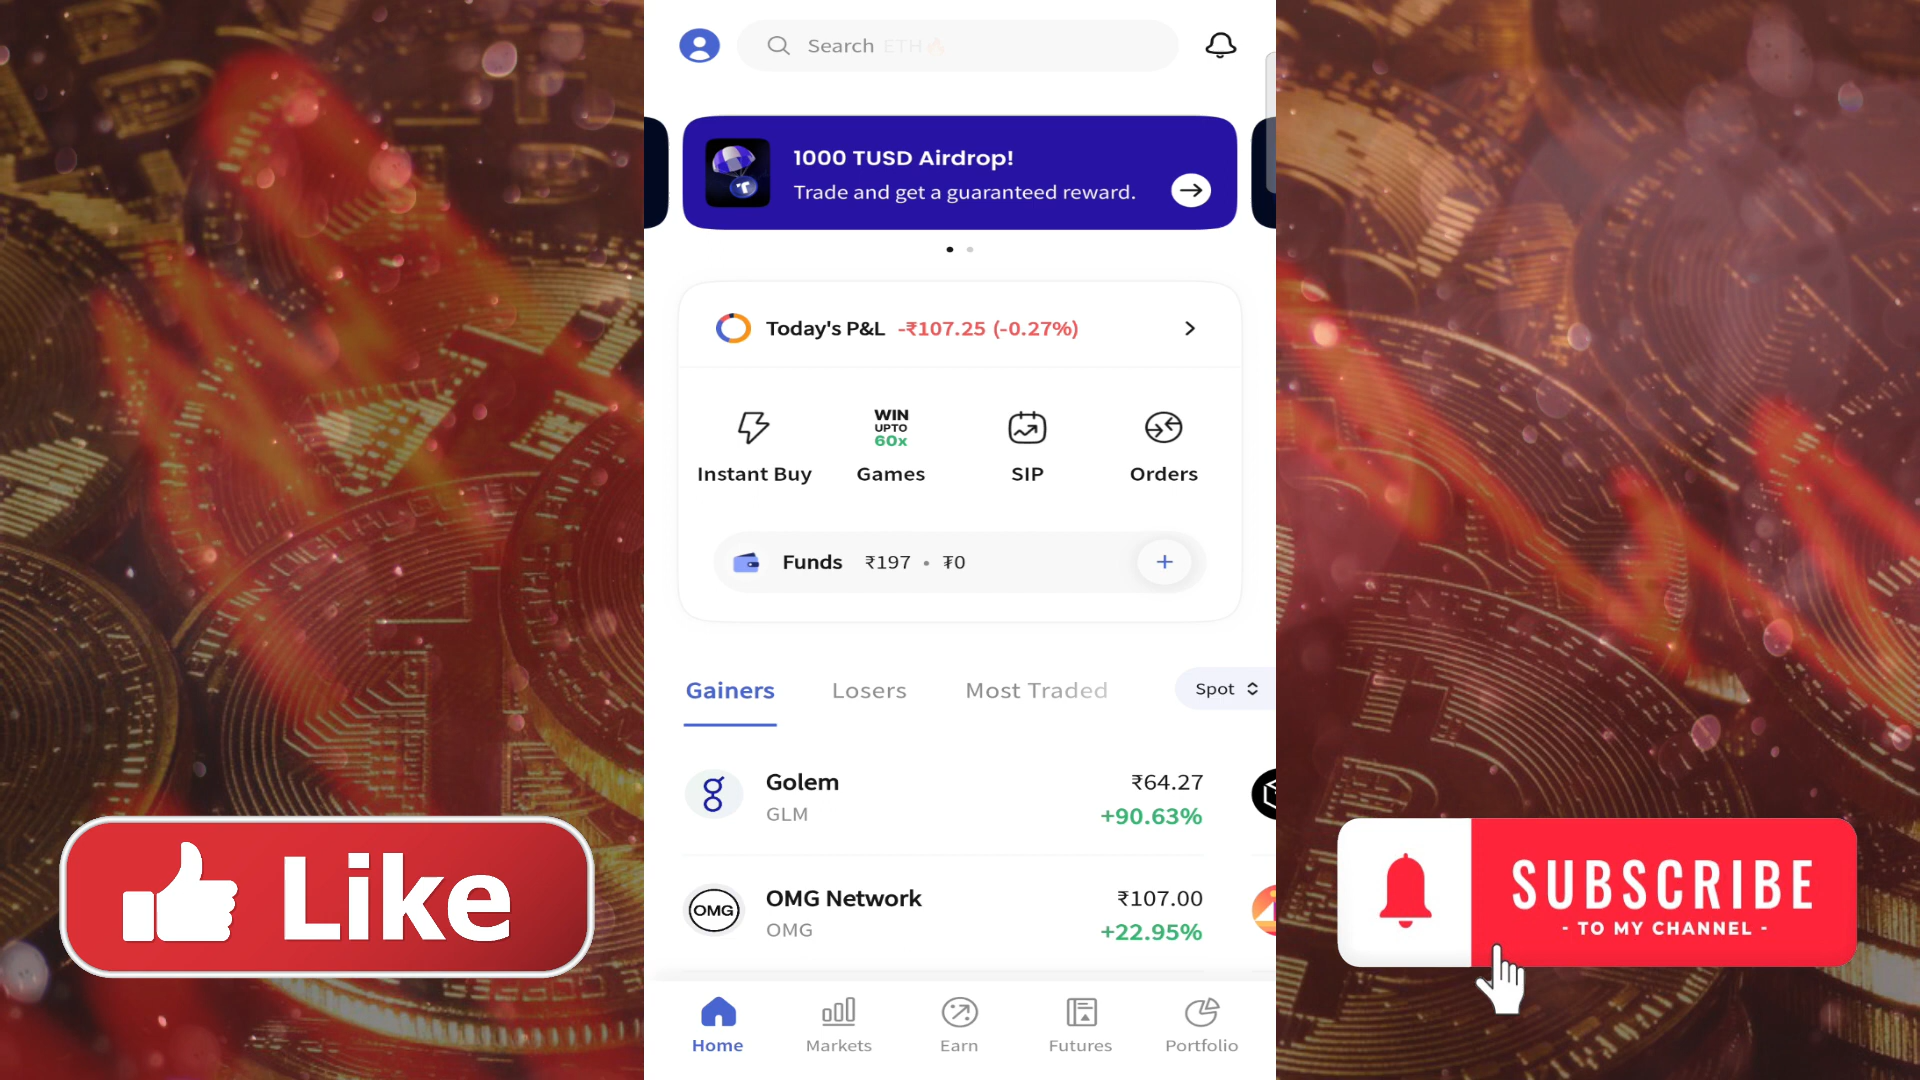 Search ETH🔥
1000 TUSD Airdrop!
Trade and get a guaranteed reward.
Today's P&L -₹107.25 (-0.27%)
WIN
UPTO
60x
Instant Buy Games SIP Orders
Funds ₹197 • ₮0
Gainers Losers Most Traded Spot
Golem ₹64.27
GLM +90.63%
OMG
OMG Network ₹107.00
OMG +22.95%
Home Markets Earn Futures Portfolio
Like
SUBSCRIBE
- TO MY CHANNEL -